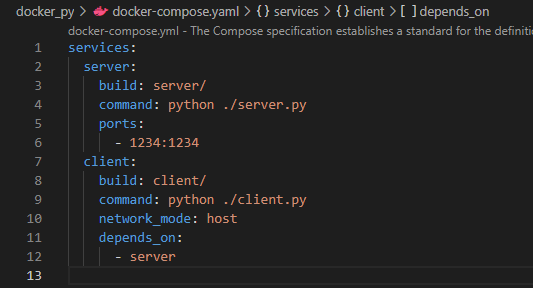 docker_py > docker-compose.yaml > {} services > {} client > [ ] depends_on
docker-compose.yml - The Compose specification establishes a standard for the definitio
1 services:
2 server:
3 build: server/
4 command: python ./server.py
5 ports:
6 - 1234:1234
7 client:
8 build: client/
9 command: python ./client.py
10 network_mode: host
11 depends_on:
12 - server
13